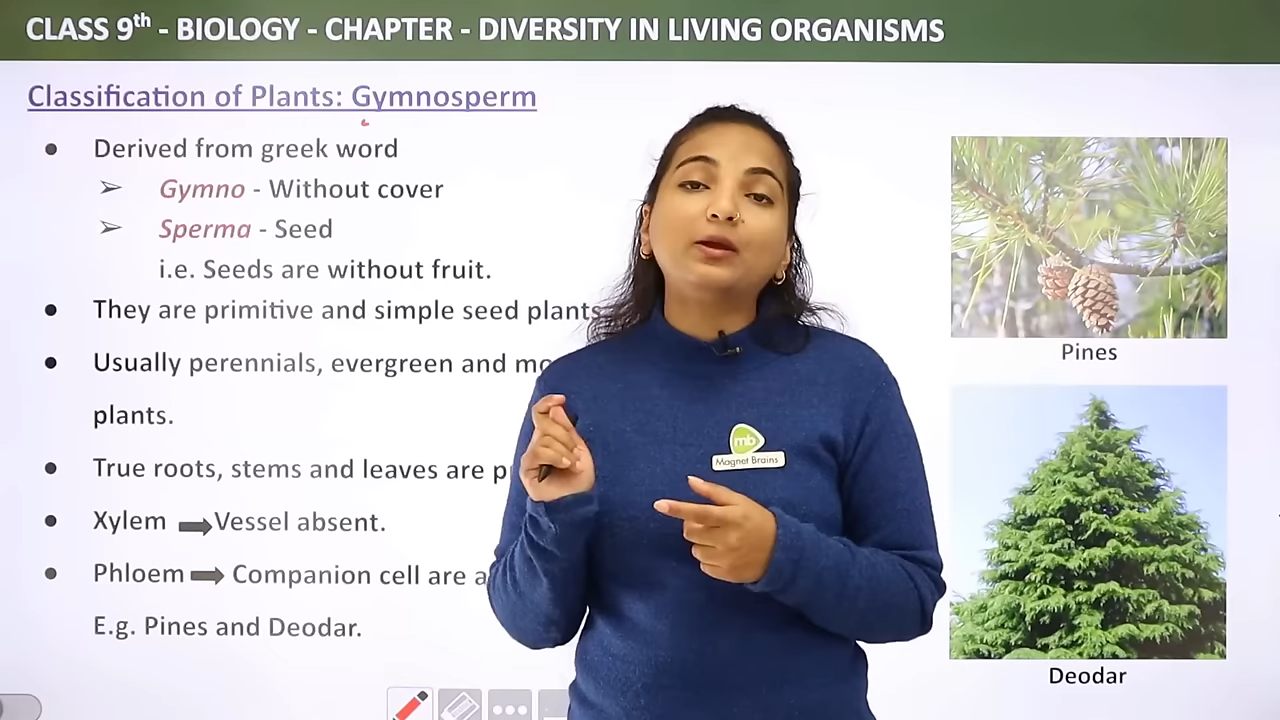 CLASS 9th - BIOLOGY - CHAPTER - DIVERSITY IN LIVING ORGANISMS
Classification of Plants: Gymnosperm
Derived from greek word
Gymno - Without cover
Sperma - Seed
i.e. Seeds are without fruit.
They are primitive and simple seed plants
Usually perennials, evergreen and
plants.
True roots, stems and leaves are
Xylem ➡ Vessel absent.
Phloem ➡ Companion cell are
E.g. Pines and Deodar.
Pines
Deodar
mb
Magnet Brains